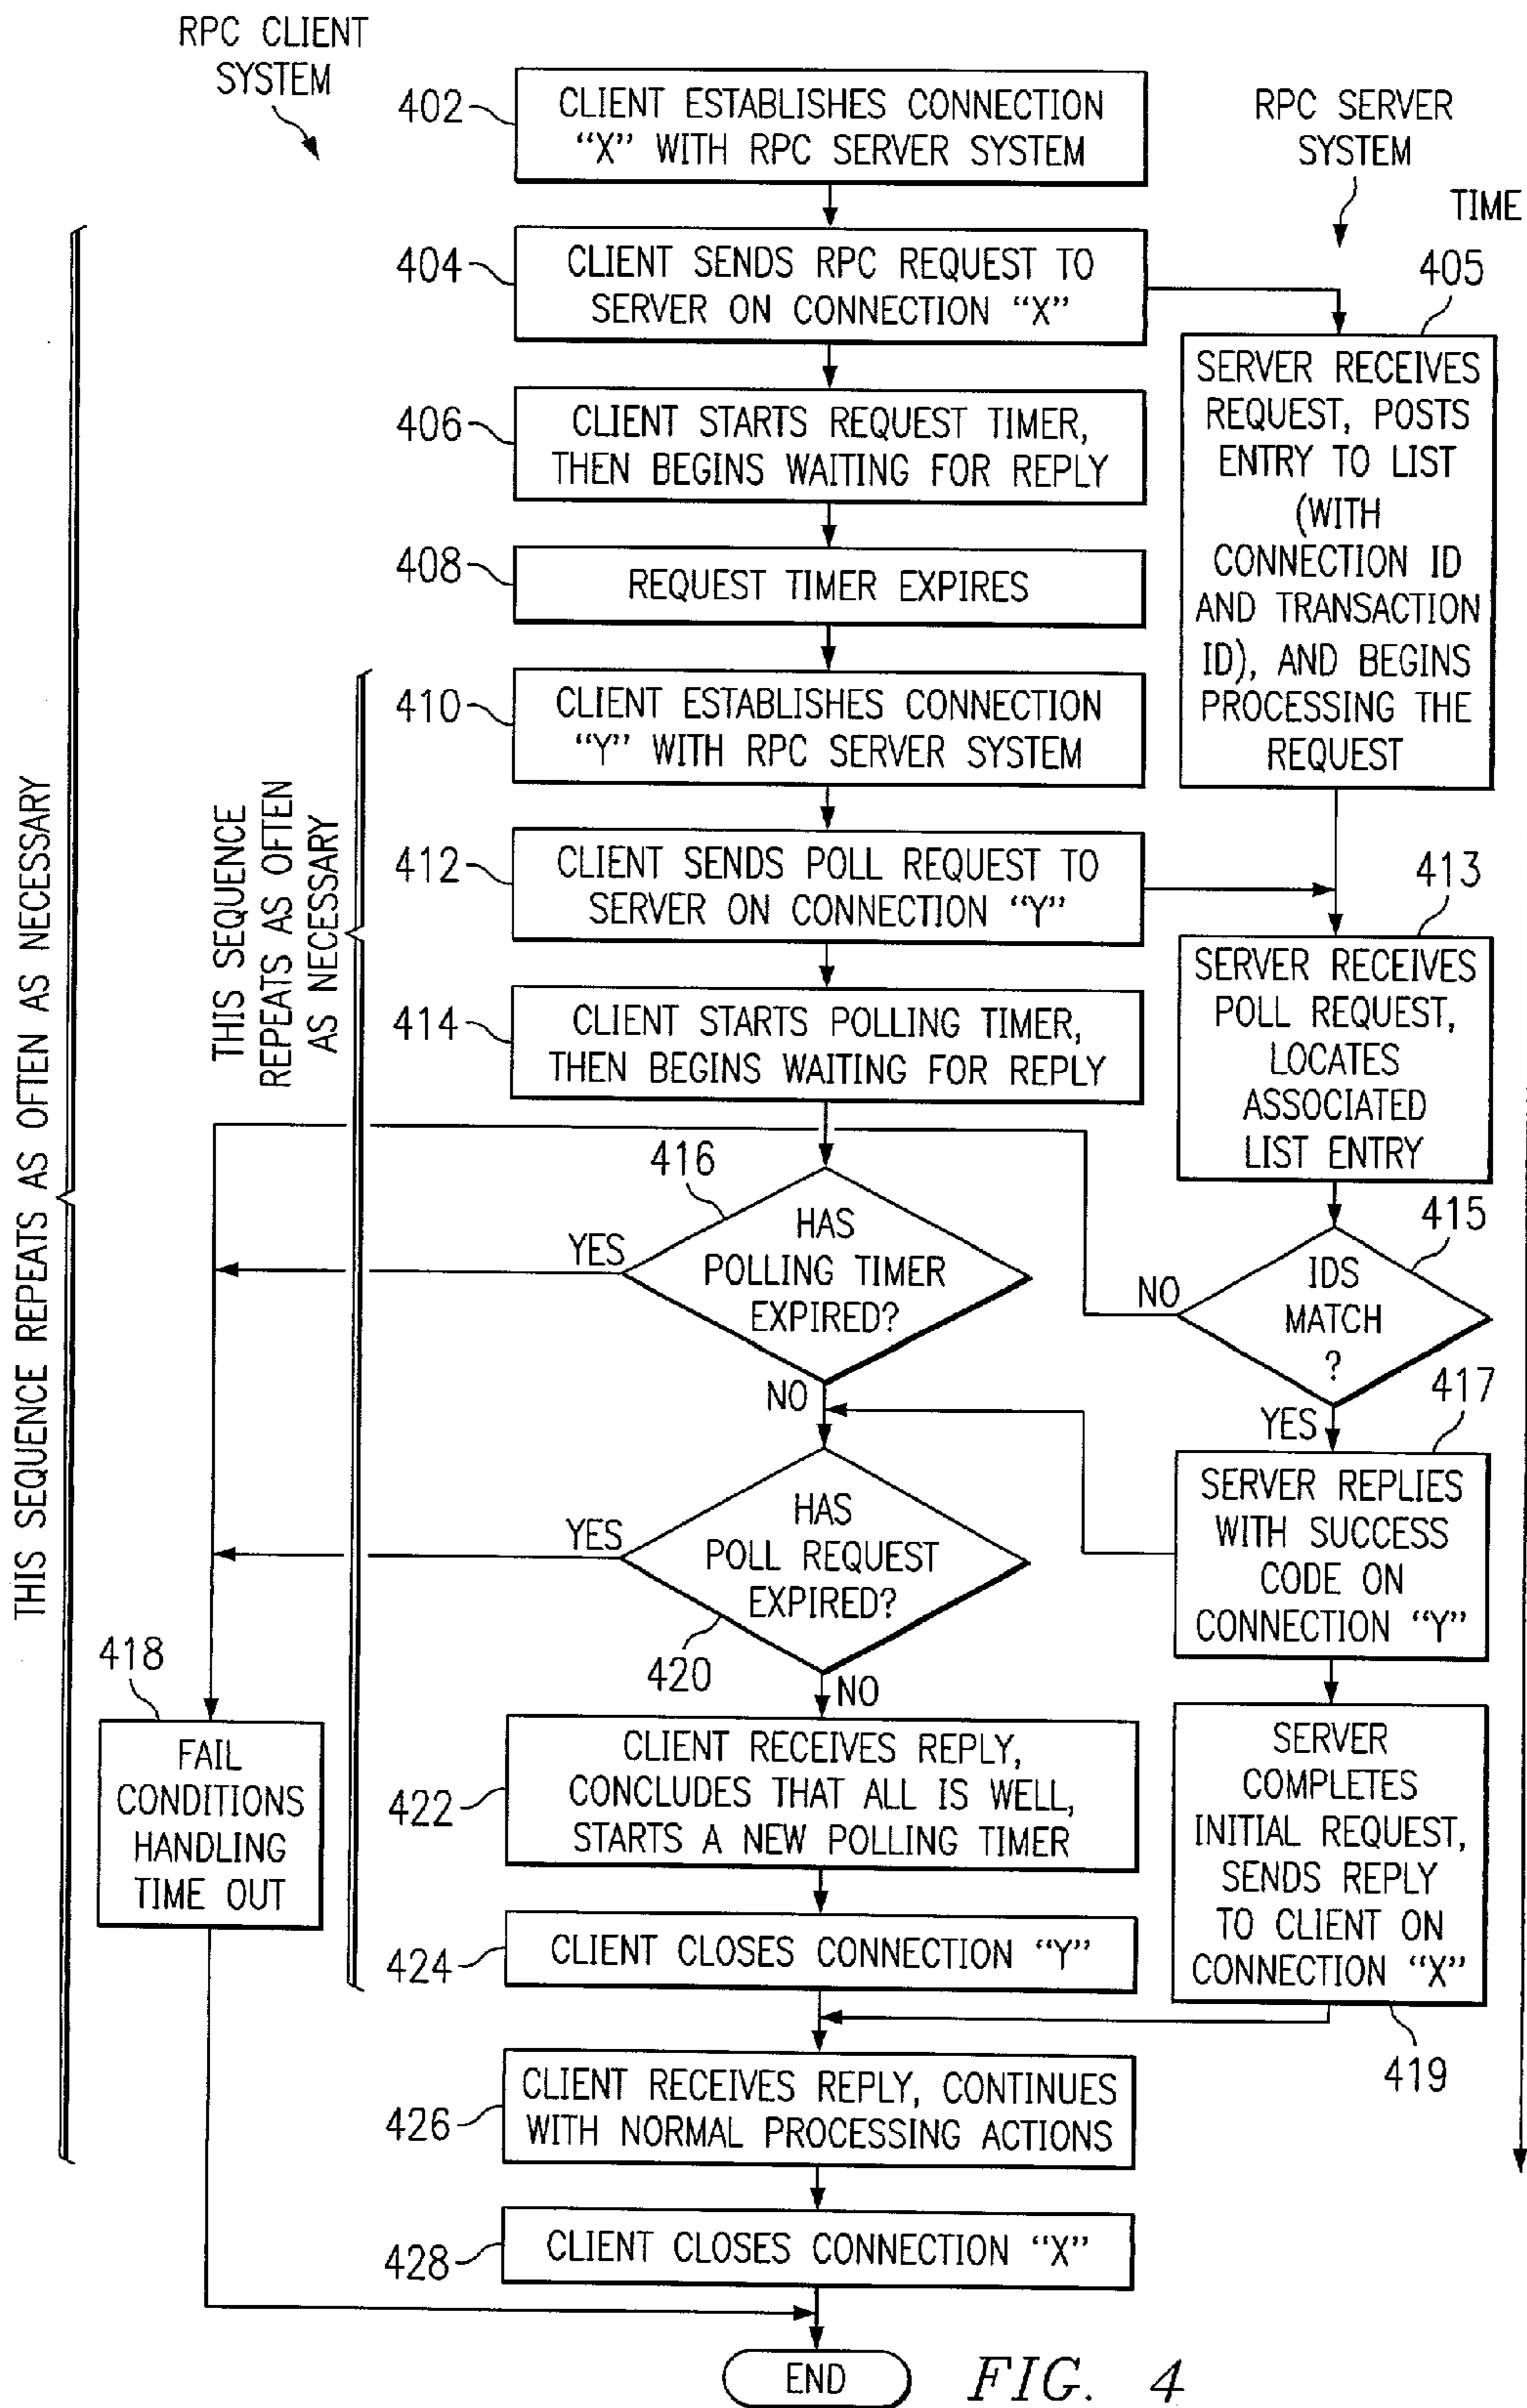 RPC CLIENT
SYSTEM
402
CLIENT ESTABLISHES CONNECTION
“X” WITH RPC SERVER SYSTEM
RPC SERVER
SYSTEM
TIME
404
CLIENT SENDS RPC REQUEST TO
SERVER ON CONNECTION “X”
405
SERVER RECEIVES
REQUEST, POSTS
ENTRY TO LIST
(WITH
CONNECTION ID
AND TRANSACTION
ID), AND BEGINS
PROCESSING THE
REQUEST
406
CLIENT STARTS REQUEST TIMER,
THEN BEGINS WAITING FOR REPLY
408
REQUEST TIMER EXPIRES
410
CLIENT ESTABLISHES CONNECTION
“Y” WITH RPC SERVER SYSTEM
THIS SEQUENCE REPEATS AS OFTEN AS NECESSARY
THIS SEQUENCE
REPEATS AS OFTEN
AS NECESSARY
412
CLIENT SENDS POLL REQUEST TO
SERVER ON CONNECTION “Y”
413
SERVER RECEIVES
POLL REQUEST,
LOCATES
ASSOCIATED
LIST ENTRY
414
CLIENT STARTS POLLING TIMER,
THEN BEGINS WAITING FOR REPLY
416
HAS
POLLING TIMER
EXPIRED?
YES
NO
415
IDS
MATCH
?
NO
YES
417
SERVER REPLIES
WITH SUCCESS
CODE ON
CONNECTION “Y”
HAS
POLL REQUEST
EXPIRED?
YES
420
NO
418
FAIL
CONDITIONS
HANDLING
TIME OUT
422
CLIENT RECEIVES REPLY,
CONCLUDES THAT ALL IS WELL,
STARTS A NEW POLLING TIMER
SERVER
COMPLETES
INITIAL REQUEST,
SENDS REPLY
TO CLIENT ON
CONNECTION “X”
419
424
CLIENT CLOSES CONNECTION “Y”
426
CLIENT RECEIVES REPLY, CONTINUES
WITH NORMAL PROCESSING ACTIONS
428
CLIENT CLOSES CONNECTION “X”
END
FIG. 4